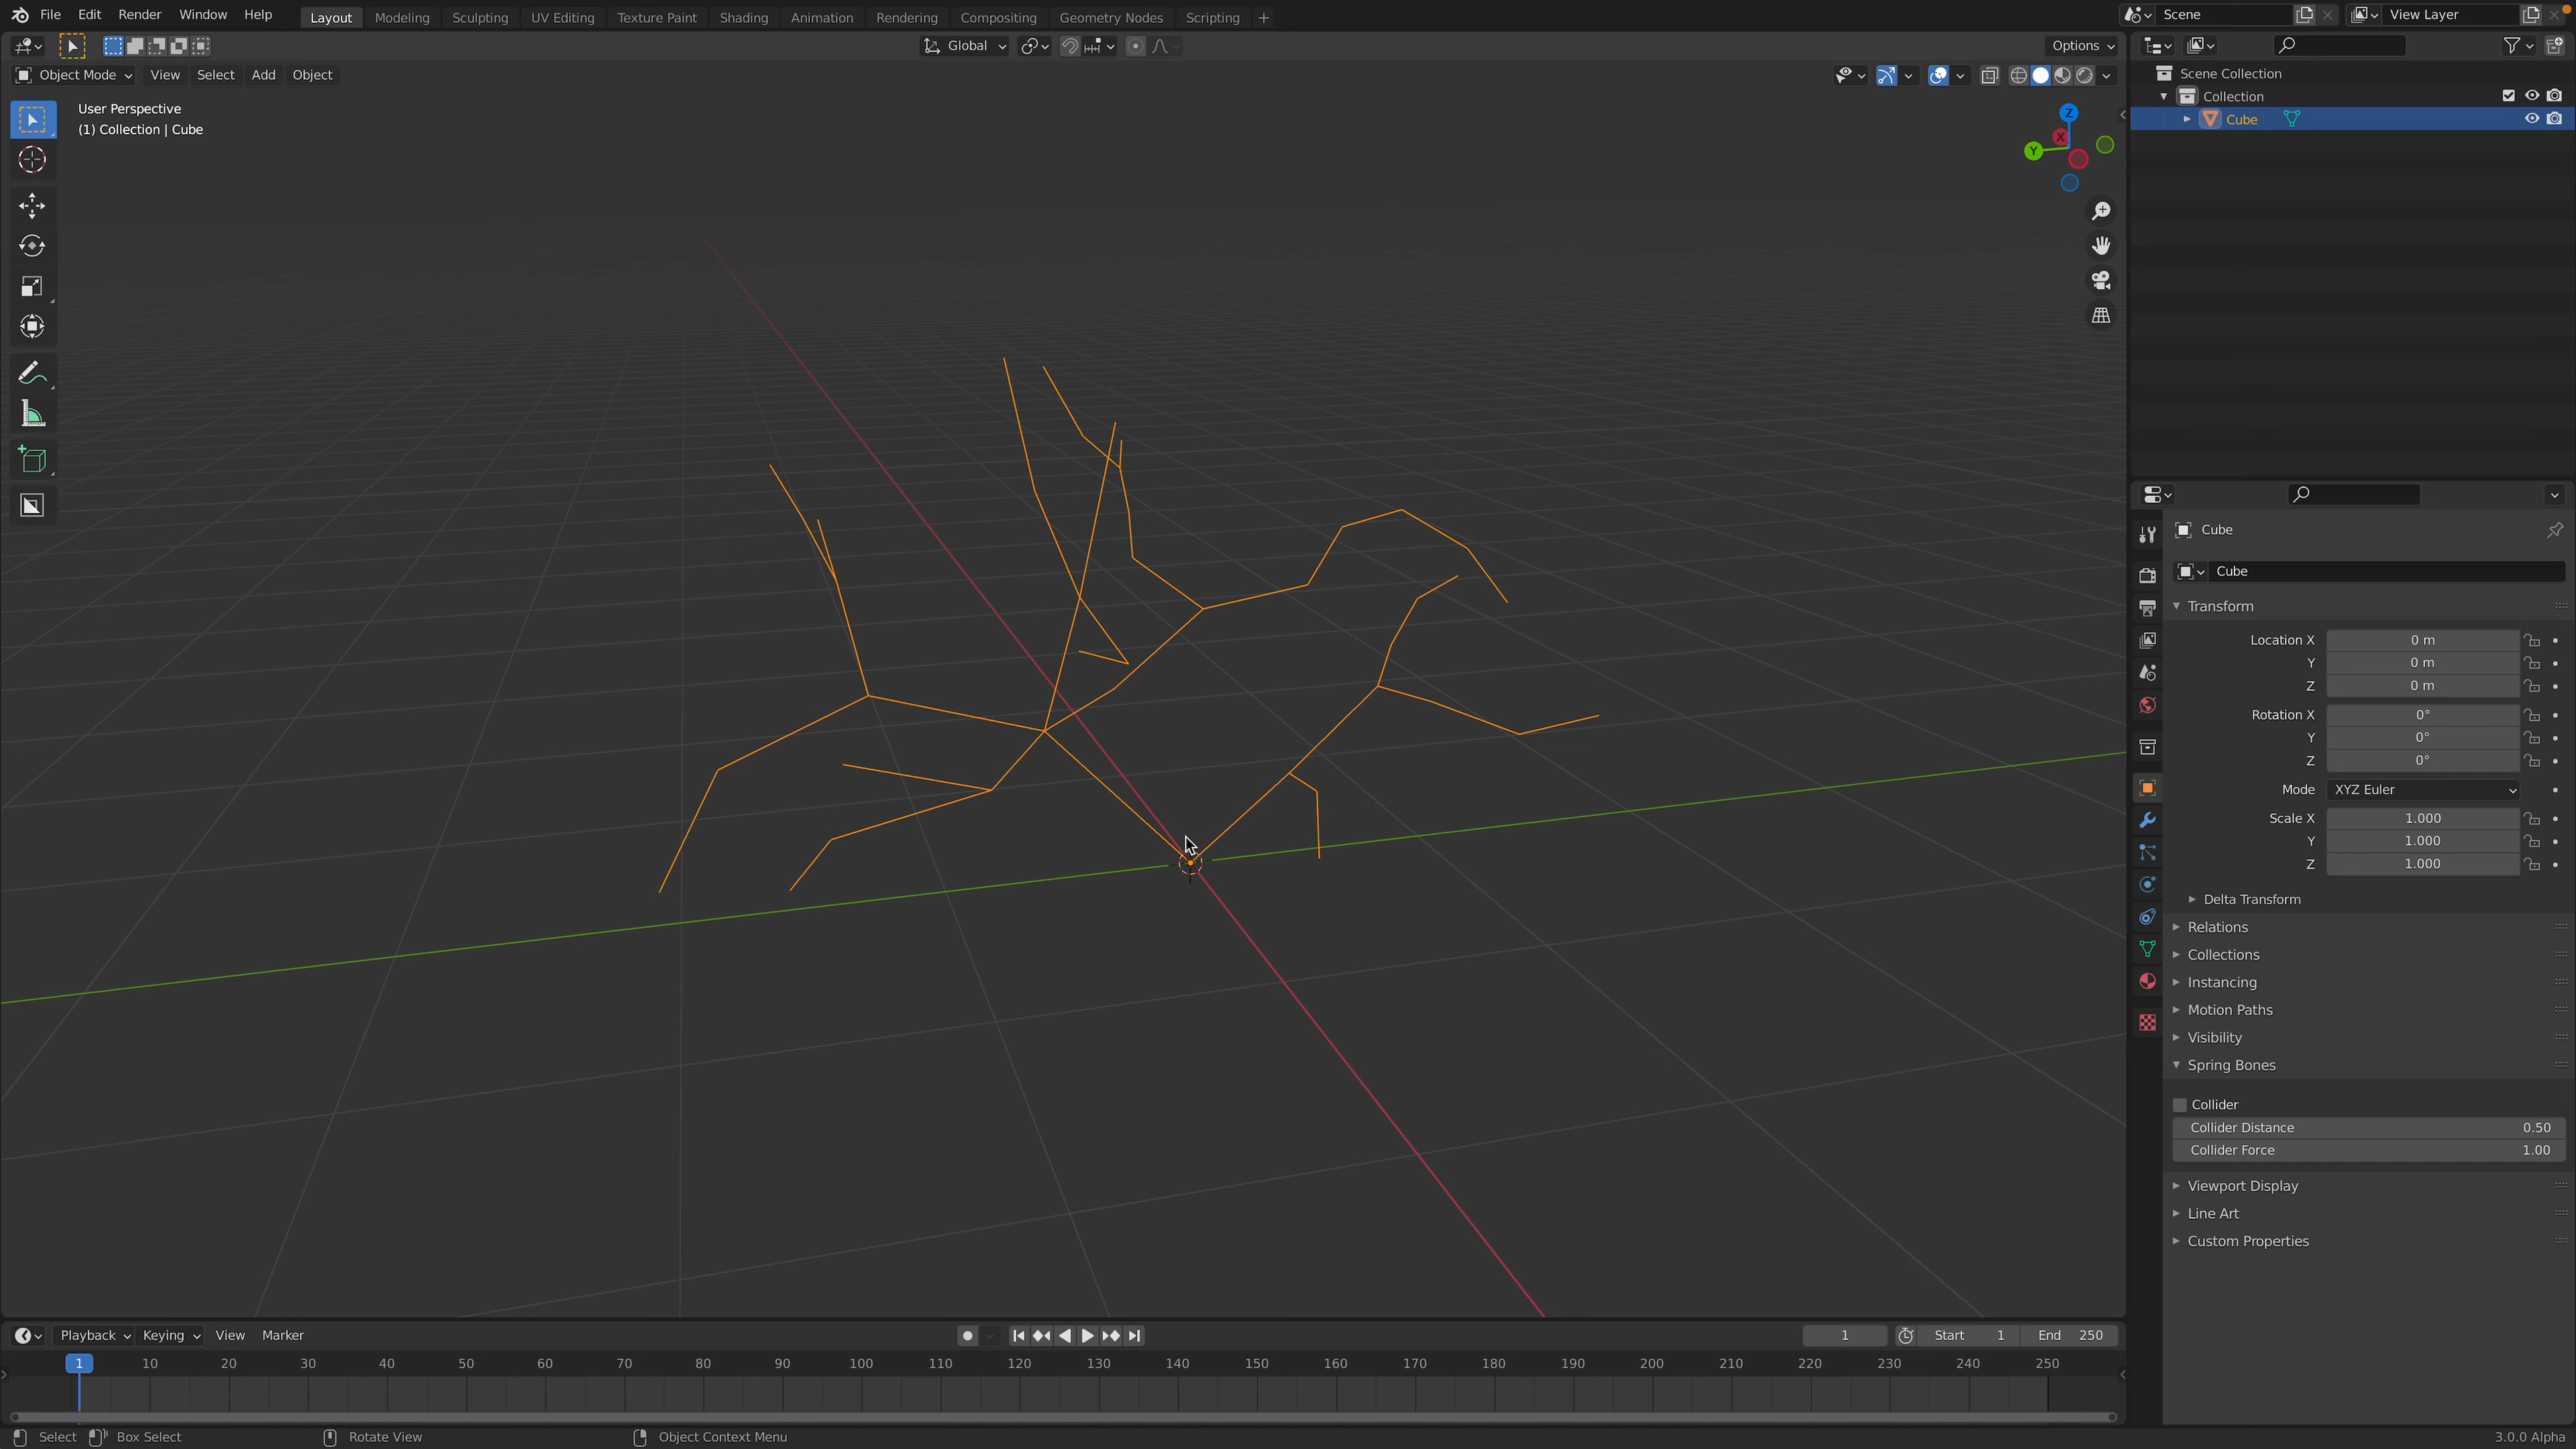 File Edit Render Window Help Layout Modeling Sculpting UV Editing Texture Paint Shading Animation Rendering Compositing Geometry Nodes Scripting + Scene View Layer
Global Options
Object Mode View Select Add Object
User Perspective
(1) Collection | Cube
Z
X
Y
Scene Collection
Collection
Cube
Cube
Cube
Transform
Location X 0 m
Y 0 m
Z 0 m
Rotation X 0°
Y 0°
Z 0°
Mode XYZ Euler
Scale X 1.000
Y 1.000
Z 1.000
Delta Transform
Relations
Collections
Instancing
Motion Paths
Visibility
Spring Bones
Collider
Collider Distance 0.50
Collider Force 1.00
Viewport Display
Line Art
Custom Properties
Playback Keying View Marker 1 Start 1 End 250
1 10 20 30 40 50 60 70 80 90 100 110 120 130 140 150 160 170 180 190 200 210 220 230 240 250
Select Box Select Rotate View Object Context Menu 3.0.0 Alpha